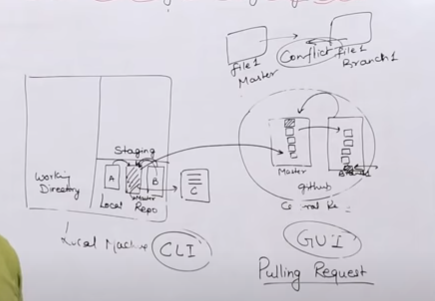 file1
Master
Conflict
file1
Branch1
Staging
Working
Directory
A
B
C
Master
Local Repo
Master
github
Local Machine
CLI
GUI
Pulling Request